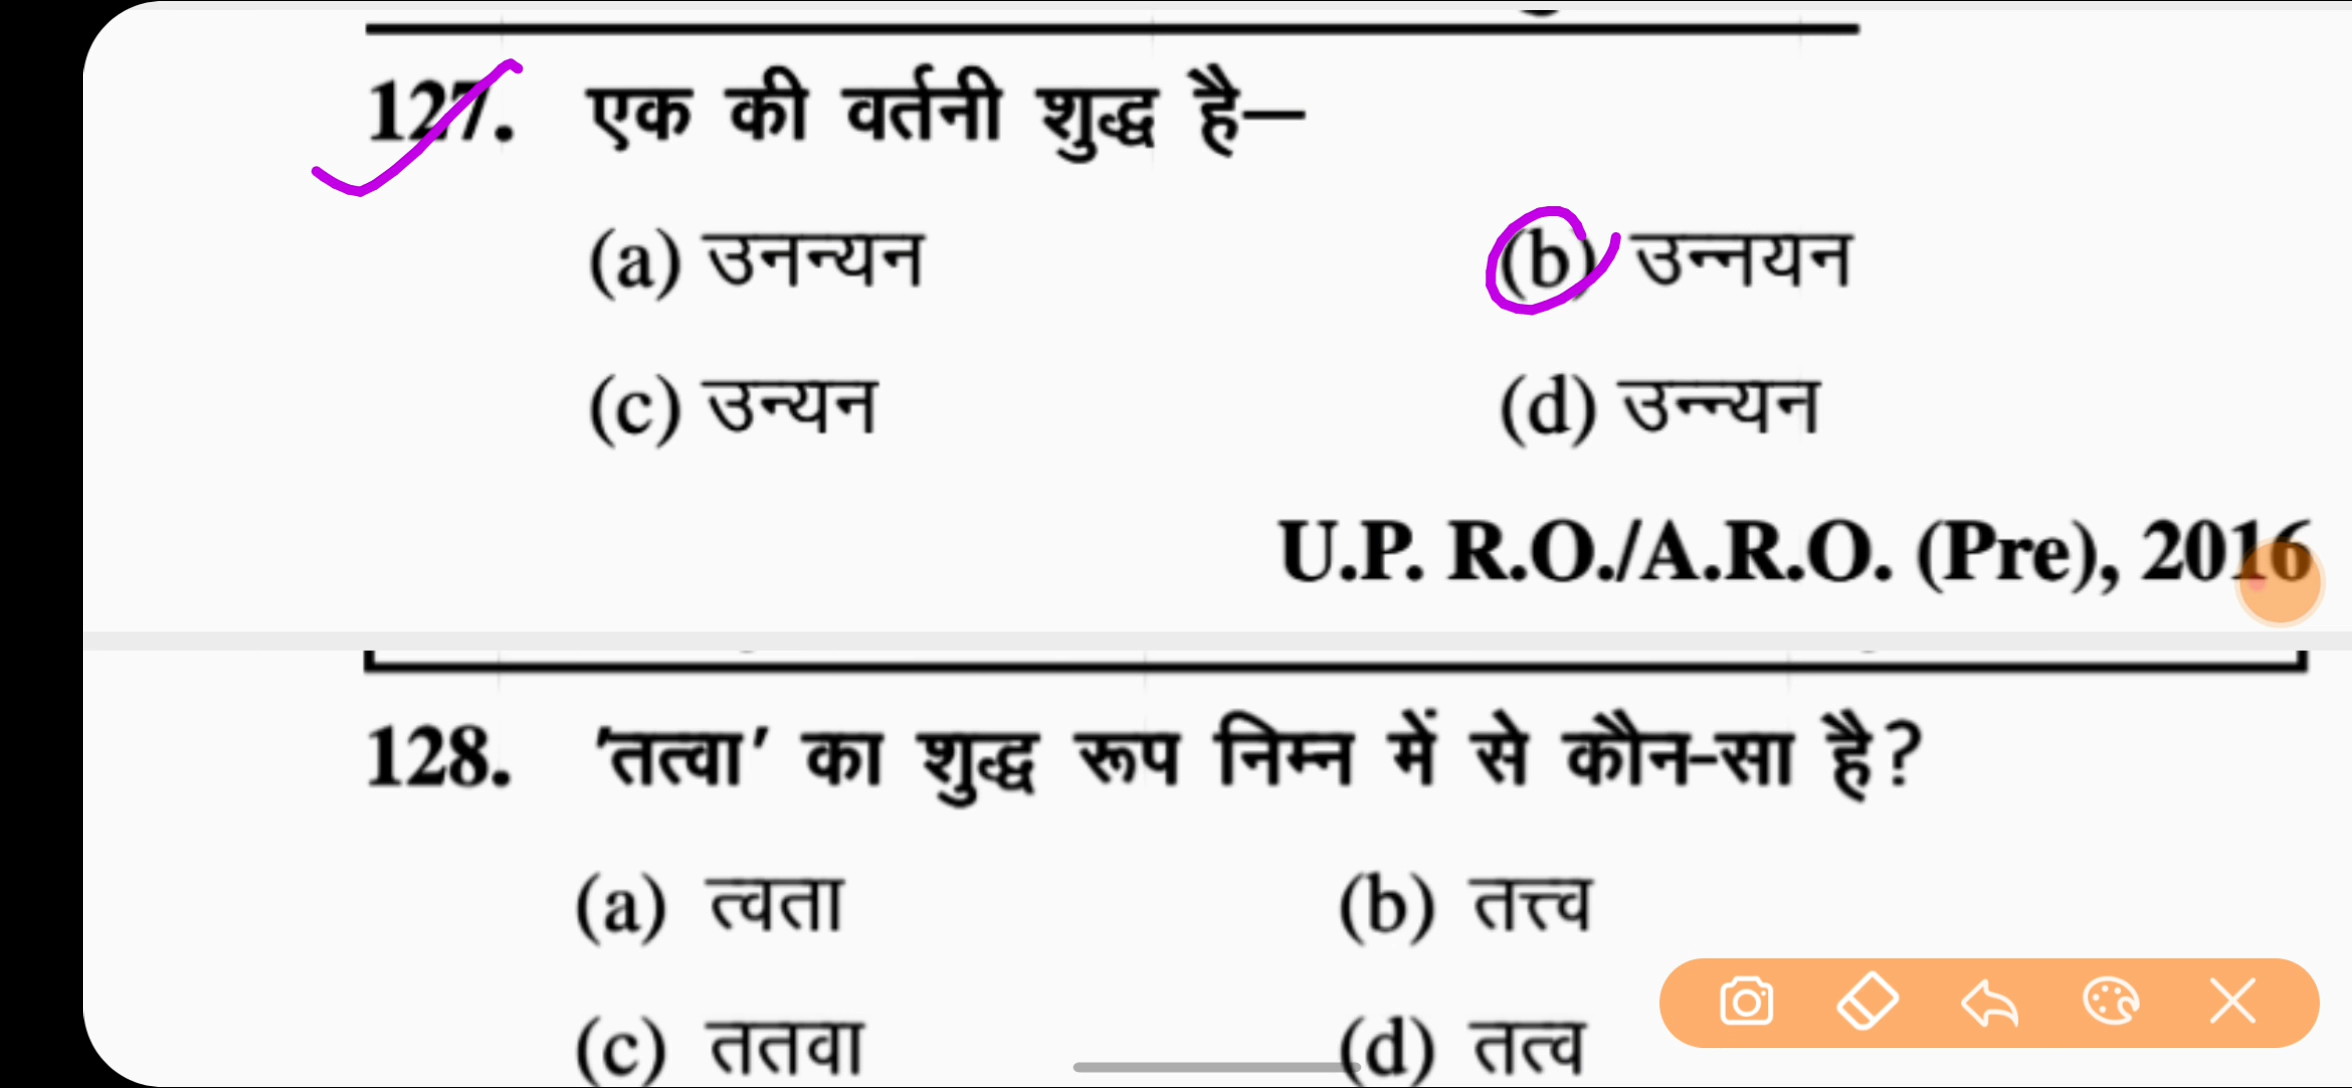 127. एक की वर्तनी शुद्ध है–
(a) उनन्यन (b) उन्नयन
(c) उन्यन (d) उन्न्यन
U.P. R.O./A.R.O. (Pre), 2016
128. 'तत्वा' का शुद्ध रूप निम्न में से कौन-सा है?
(a) त्वता (b) तत्त्व
(c) ततवा (d) तत्व